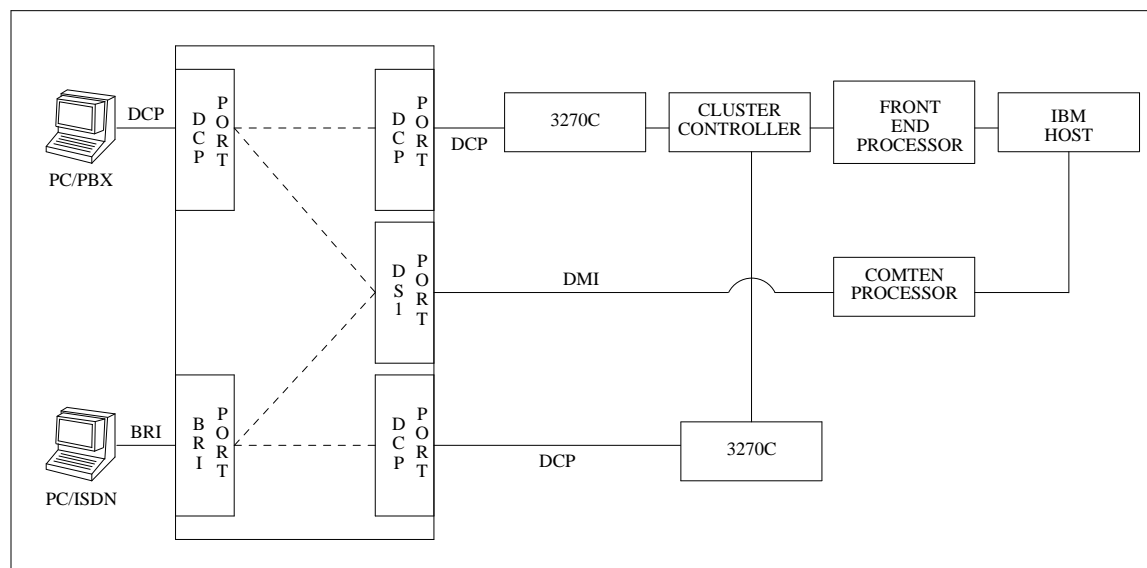 DCP
PC/PBX
DCP
PORT
DCP
PORT
DCP
3270C
CLUSTER
CONTROLLER
FRONT
END
PROCESSOR
IBM
HOST
DS1
PORT
DMI
COMTEN
PROCESSOR
BRI
PC/ISDN
BRI
PORT
DCP
PORT
DCP
3270C